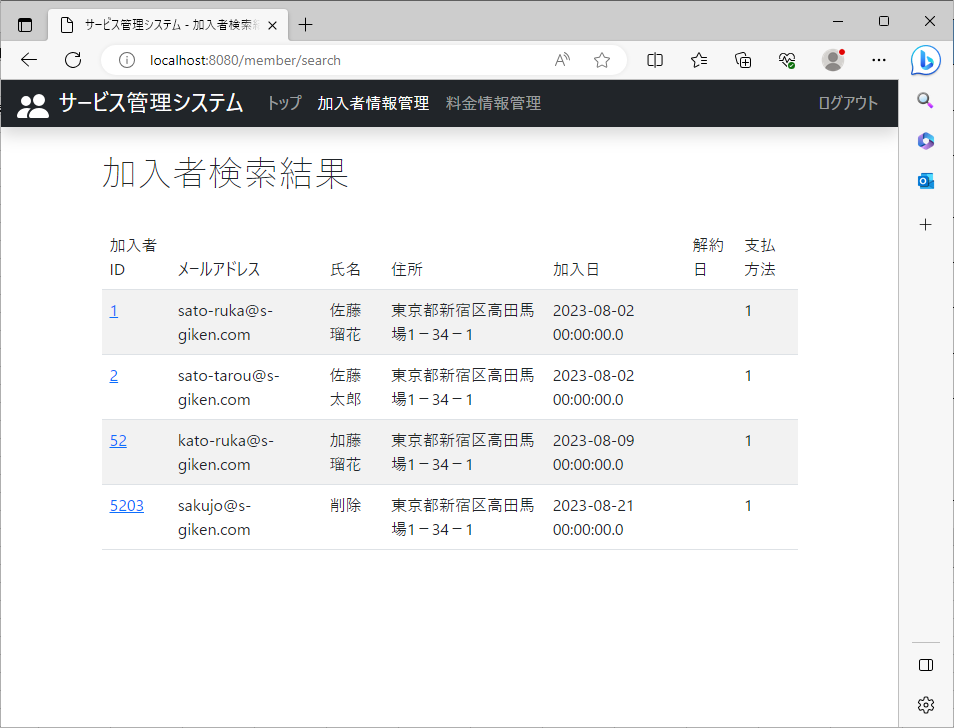 サービス管理システム - 加入者検索
localhost:8080/member/search
サービス管理システム トップ 加入者情報管理 料金情報管理 ログアウト
加入者検索結果
加入者ID メールアドレス 氏名 住所 加入日 解約日 支払方法
1 sato-ruka@s-giken.com 佐藤瑠花 東京都新宿区高田馬場1－34－1 2023-08-02 00:00:00.0 1
2 sato-tarou@s-giken.com 佐藤太郎 東京都新宿区高田馬場1－34－1 2023-08-02 00:00:00.0 1
52 kato-ruka@s-giken.com 加藤瑠花 東京都新宿区高田馬場1－34－1 2023-08-09 00:00:00.0 1
5203 sakujo@s-giken.com 削除 東京都新宿区高田馬場1－34－1 2023-08-21 00:00:00.0 1